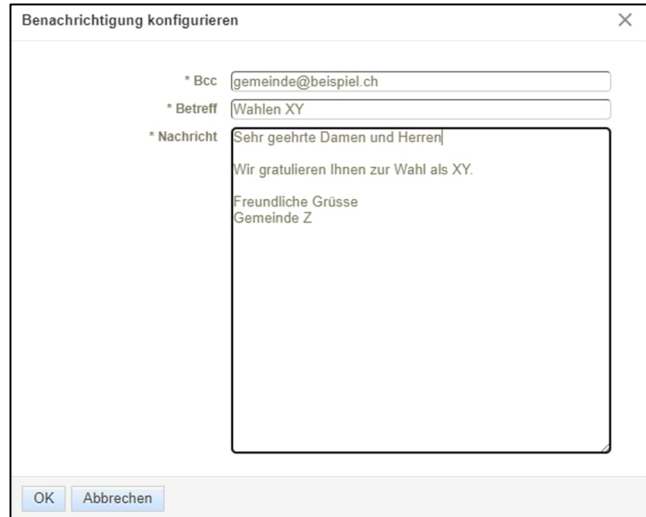 Benachrichtigung konfigurieren
* Bcc gemeinde@beispiel.ch
* Betreff Wahlen XY
* Nachricht Sehr geehrte Damen und Herren
Wir gratulieren Ihnen zur Wahl als XY.
Freundliche Grüsse
Gemeinde Z
OK Abbrechen